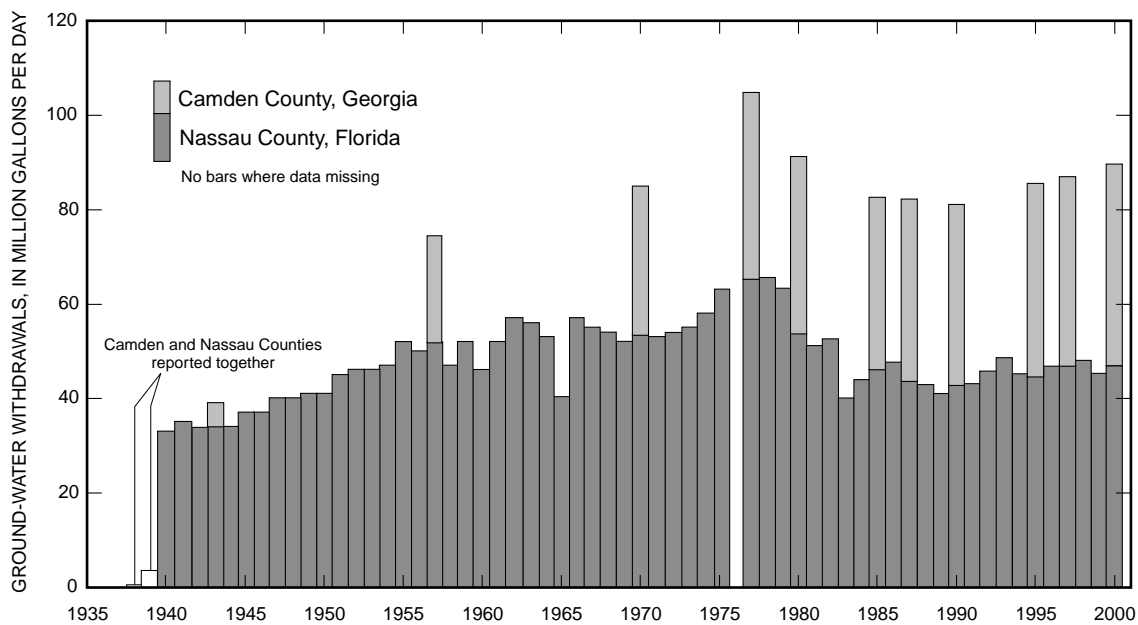 GROUND-WATER WITHDRAWALS, IN MILLION GALLONS PER DAY
120
100
80
60
40
20
0
Camden County, Georgia
Nassau County, Florida
No bars where data missing
Camden and Nassau Counties
reported together
1935 1940 1945 1950 1955 1960 1965 1970 1975 1980 1985 1990 1995 2000